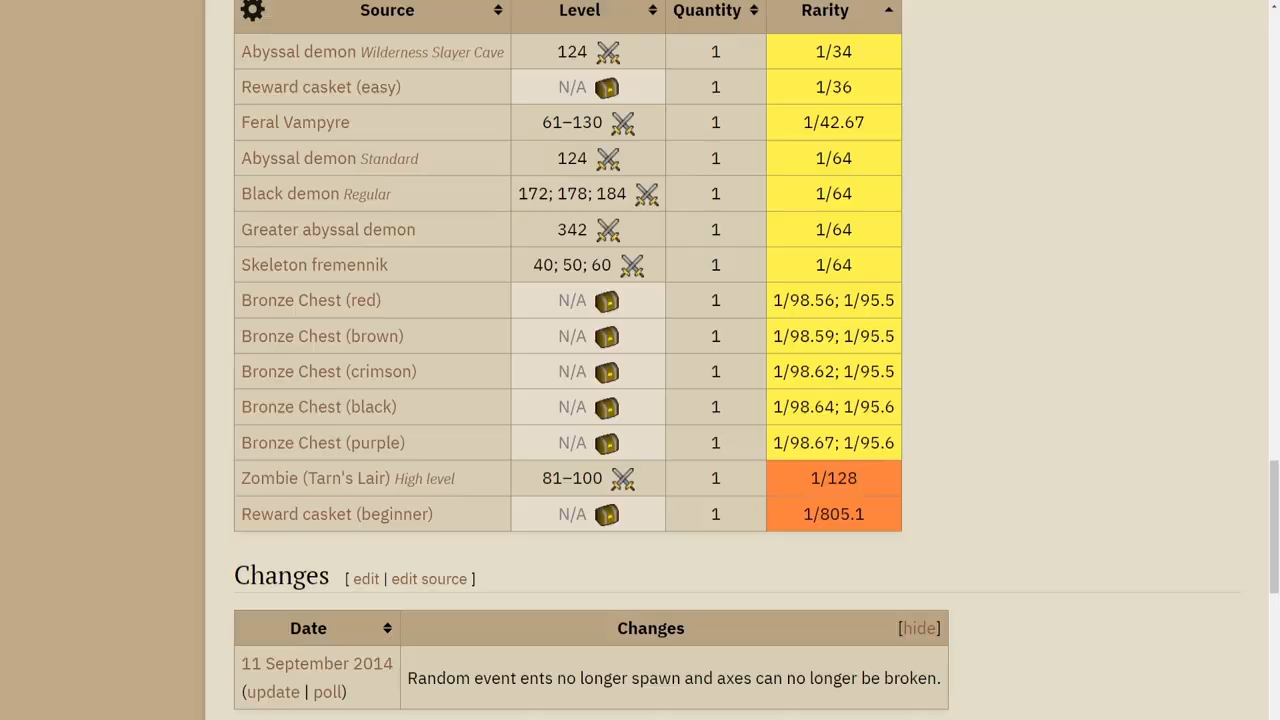 Source Level Quantity Rarity
Abyssal demon Wilderness Slayer Cave 124 1 1/34
Reward casket (easy) N/A 1 1/36
Feral Vampyre 61–130 1 1/42.67
Abyssal demon Standard 124 1 1/64
Black demon Regular 172; 178; 184 1 1/64
Greater abyssal demon 342 1 1/64
Skeleton fremennik 40; 50; 60 1 1/64
Bronze Chest (red) N/A 1 1/98.56; 1/95.5
Bronze Chest (brown) N/A 1 1/98.59; 1/95.5
Bronze Chest (crimson) N/A 1 1/98.62; 1/95.5
Bronze Chest (black) N/A 1 1/98.64; 1/95.6
Bronze Chest (purple) N/A 1 1/98.67; 1/95.6
Zombie (Tarn's Lair) High level 81–100 1 1/128
Reward casket (beginner) N/A 1 1/805.1
Changes [ edit | edit source ]
Date Changes [hide]
11 September 2014
(update | poll)
Random event ents no longer spawn and axes can no longer be broken.